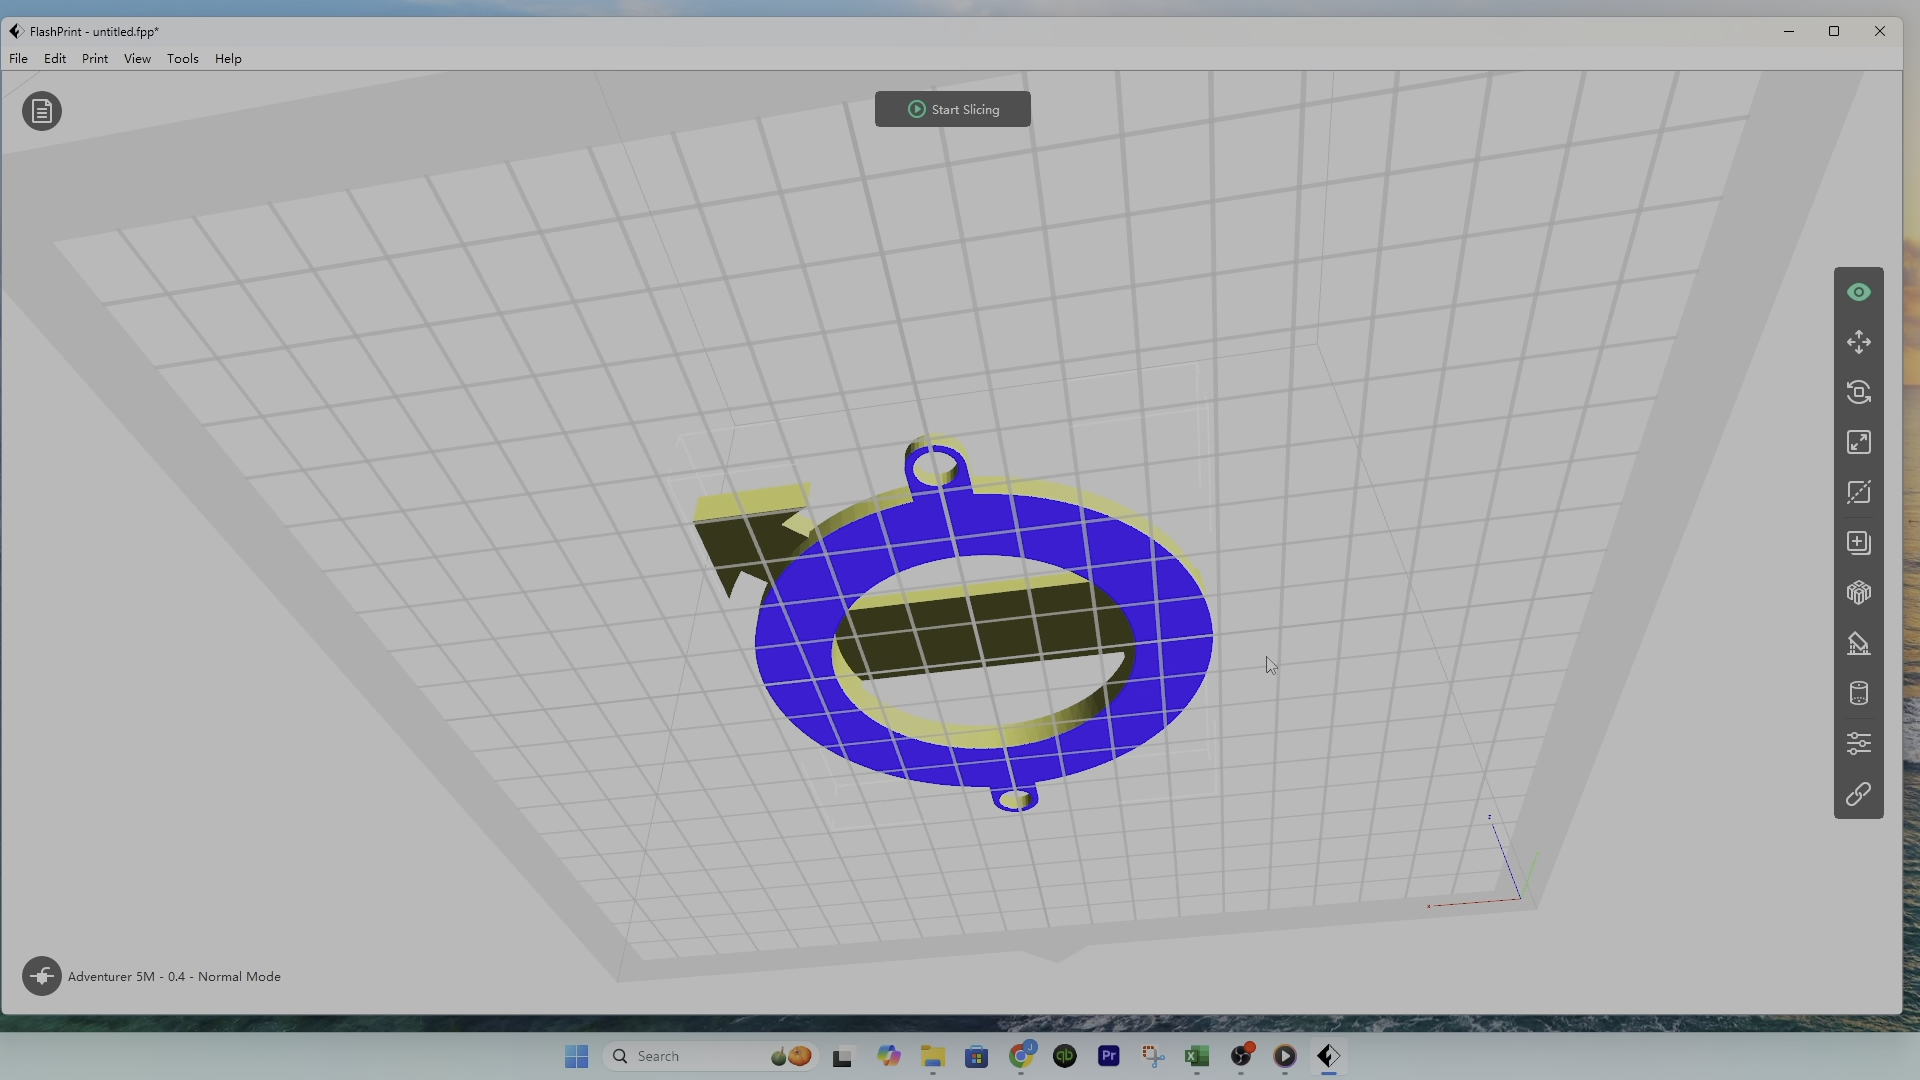 FlashPrint - untitled.fpp*
File Edit Print View Tools Help
Start Slicing
Adventurer 5M - 0.4 - Normal Mode
Search
J
qb
Pr